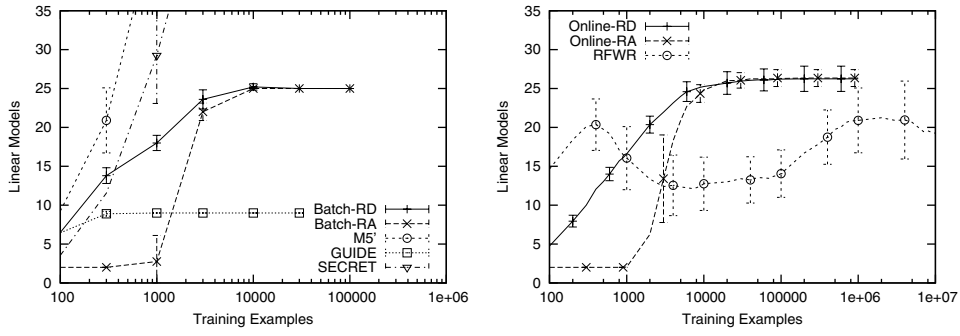 35
30
25
20
15
10
5
0
Linear Models
100
1000
10000
100000
1e+06
Training Examples
Batch-RD
Batch-RA
M5'
GUIDE
SECRET
35
30
25
20
15
10
5
0
Linear Models
100
1000
10000
100000
1e+06
1e+07
Training Examples
Online-RD
Online-RA
RFWR